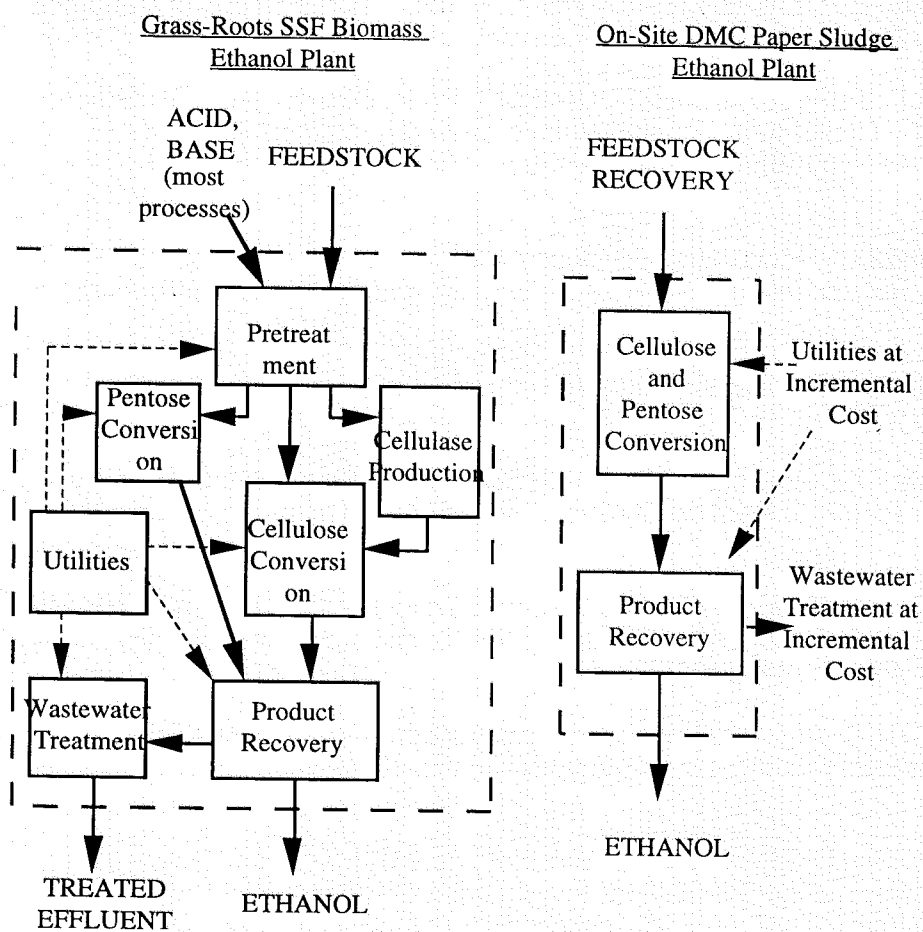 Grass-Roots SSF Biomass
Ethanol Plant
ACID,
BASE
(most
processes)
FEEDSTOCK
Pretreat
ment
Pentose
Conversi
on
Cellulase
Production
Utilities
Cellulose
Conversi
on
Wastewater
Treatment
Product
Recovery
TREATED
EFFLUENT
ETHANOL
On-Site DMC Paper Sludge
Ethanol Plant
FEEDSTOCK
RECOVERY
Cellulose
and
Pentose
Conversion
Utilities at
Incremental
Cost
Product
Recovery
Wastewater
Treatment at
Incremental
Cost
ETHANOL